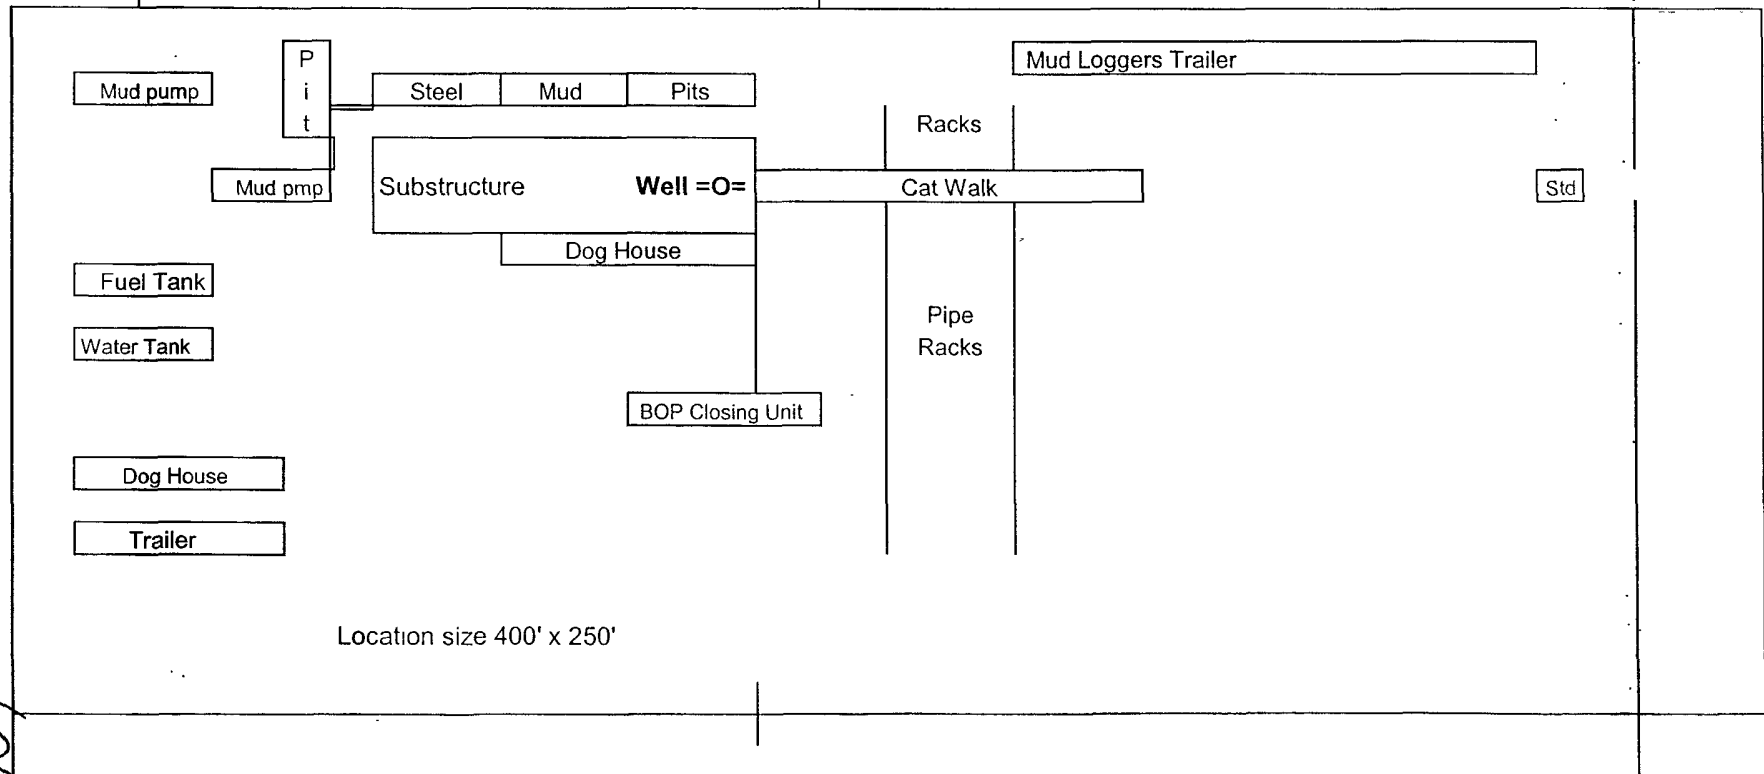 Mud Loggers Trailer
Mud pump
P
i
t
Steel Mud Pits
Racks
Mud pmp
Substructure Well =O=
Cat Walk
Std
Dog House
Fuel Tank
Pipe
Racks
Water Tank
BOP Closing Unit
Dog House
Trailer
Location size 400' x 250'